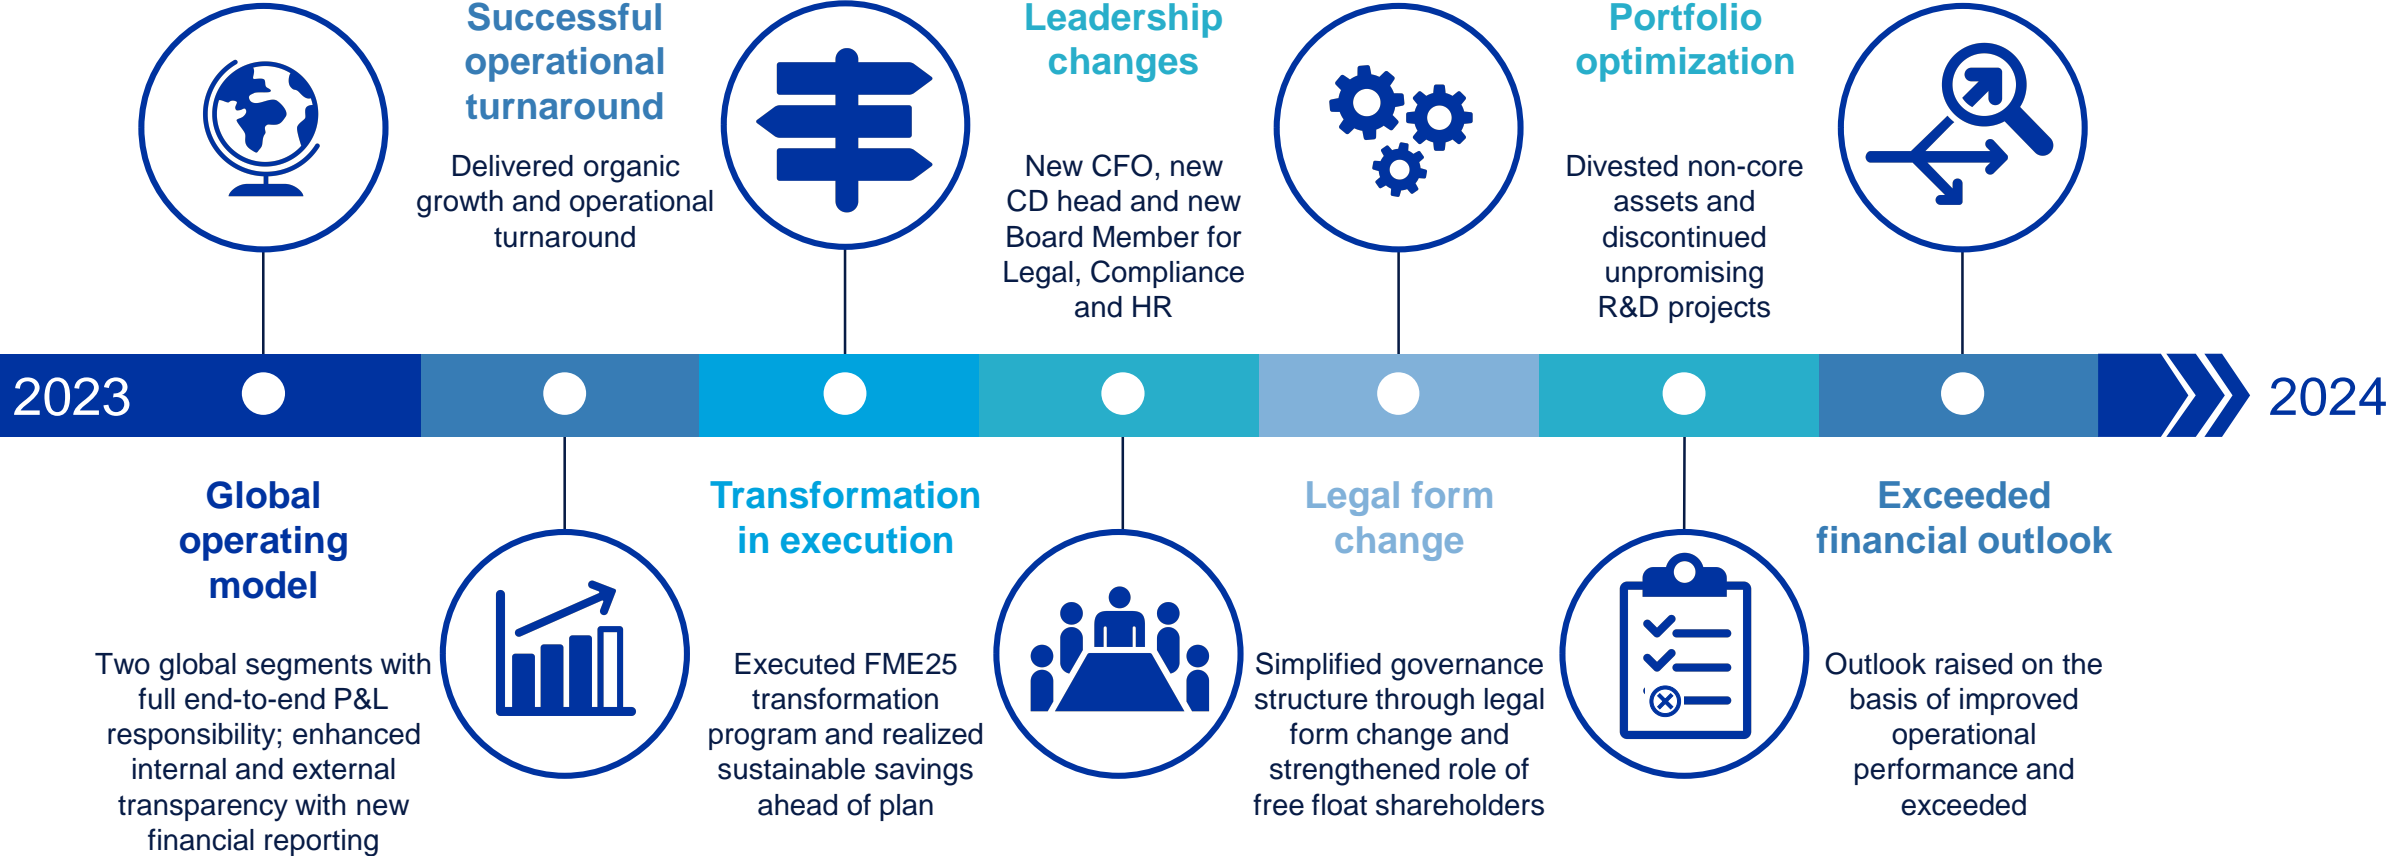 Successful
operational
turnaround
Delivered organic
growth and operational
turnaround
Leadership
changes
New CFO, new
CD head and new
Board Member for
Legal, Compliance
and HR
Portfolio
optimization
Divested non-core
assets and
discontinued
unpromising
R&D projects
2023
2024
Global
operating
model
Two global segments with
full end-to-end P&L
responsibility; enhanced
internal and external
transparency with new
financial reporting
Transformation
in execution
Executed FME25
transformation
program and realized
sustainable savings
ahead of plan
Legal form
change
Simplified governance
structure through legal
form change and
strengthened role of
free float shareholders
Exceeded
financial outlook
Outlook raised on the
basis of improved
operational
performance and
exceeded